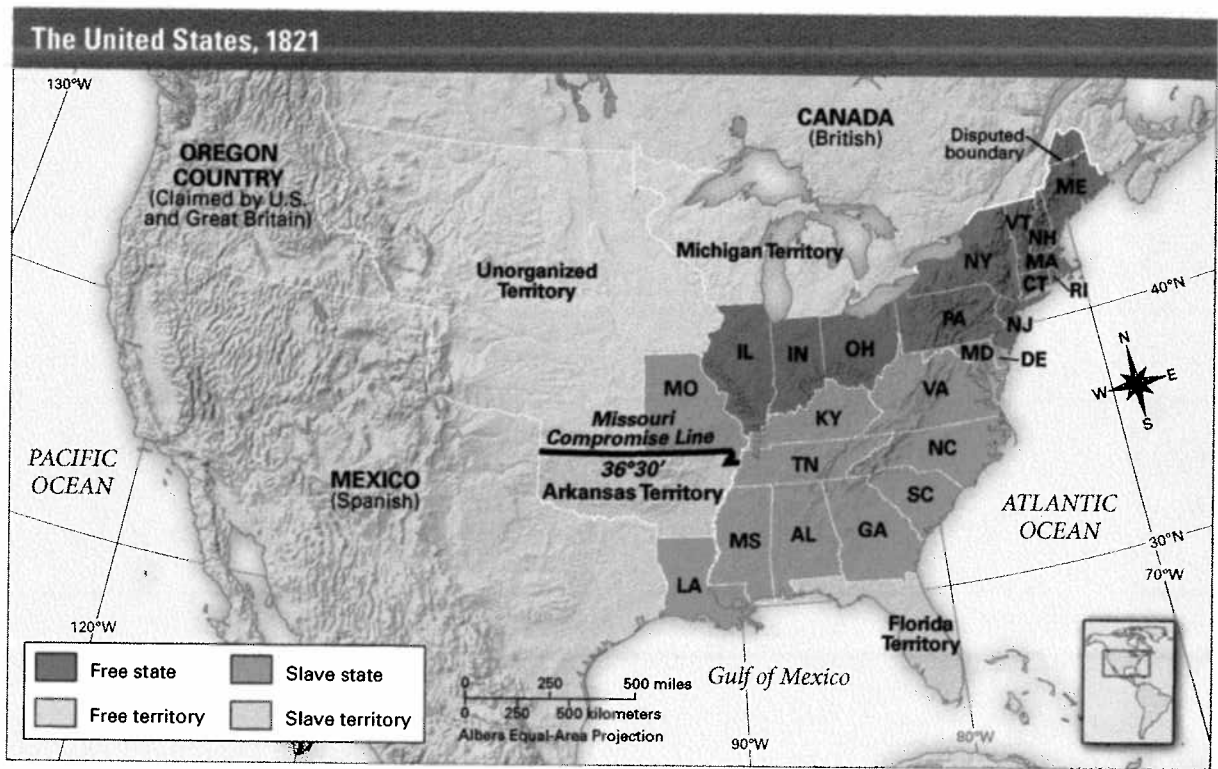 The United States, 1821
130°W
CANADA
(British)
Disputed
boundary
OREGON
COUNTRY
(Claimed by U.S.
and Great Britain)
ME
VT
NH
MA
CT
RI
NY
Michigan Territory
Unorganized
Territory
40°N
PA
NJ
MD
DE
IL
IN
OH
N
W
E
S
MO
VA
KY
Missouri
Compromise Line
36°30'
Arkansas Territory
NC
TN
PACIFIC
OCEAN
MEXICO
(Spanish)
SC
ATLANTIC
OCEAN
MS
AL
GA
30°N
70°W
LA
120°W
Florida
Territory
Free state
Slave state
Free territory
Slave territory
0
250
500 miles
0
250
500 kilometers
Albers Equal-Area Projection
Gulf of Mexico
90°W
80°W